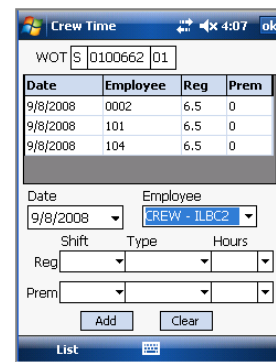 Crew Time 4:07 ok
WOT S 0100662 01
Date Employee Reg Prem
9/8/2008 0002 6.5 0
9/8/2008 101 6.5 0
9/8/2008 104 6.5 0
Date Employee
9/8/2008 CREW - ILBC2
Shift Type Hours
Reg
Prem
Add Clear
List